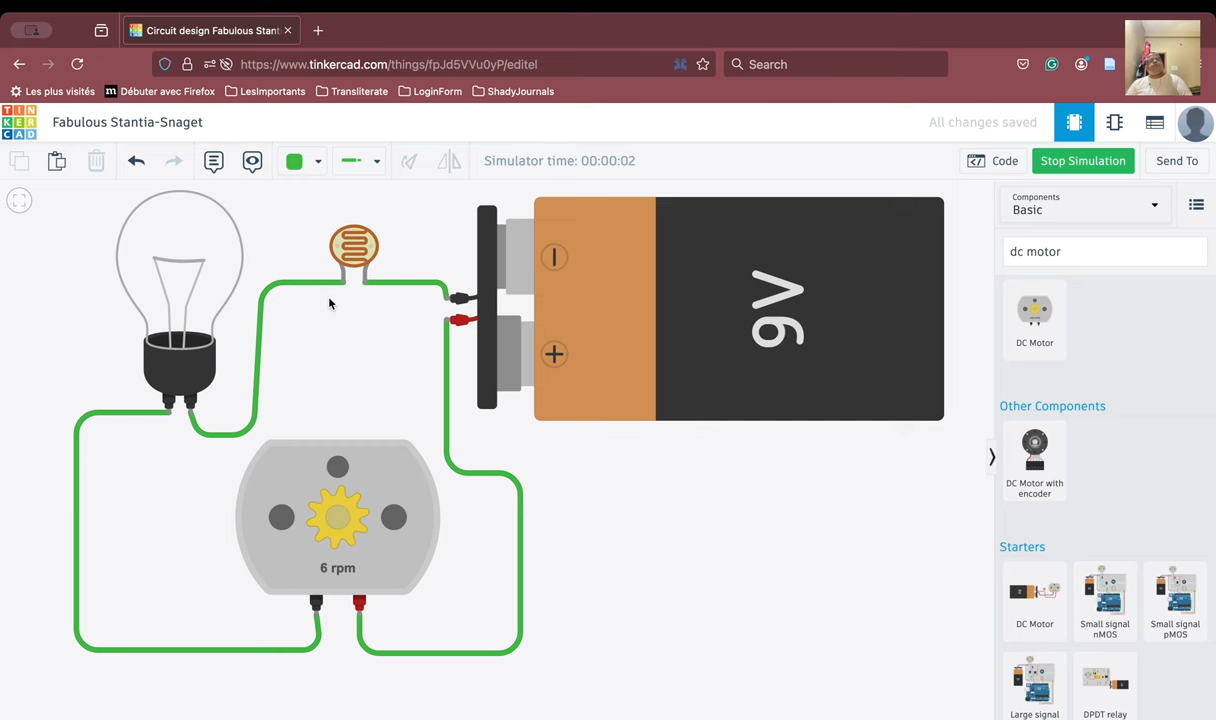 Circuit design Fabulous Stant
https://www.tinkercad.com/things/fpJd5VVu0yP/editel
Search
Les plus visités
Débuter avec Firefox
LesImportants
Transliterate
LoginForm
ShadyJournals
TIN
KER
CAD
Fabulous Stantia-Snaget
All changes saved
Simulator time: 00:00:02
Code
Stop Simulation
Send To
Components
Basic
dc motor
DC Motor
Other Components
DC Motor with
encoder
Starters
DC Motor
Small signal
nMOS
Small signal
pMOS
Large signal
DPDT relay
9V
6 rpm